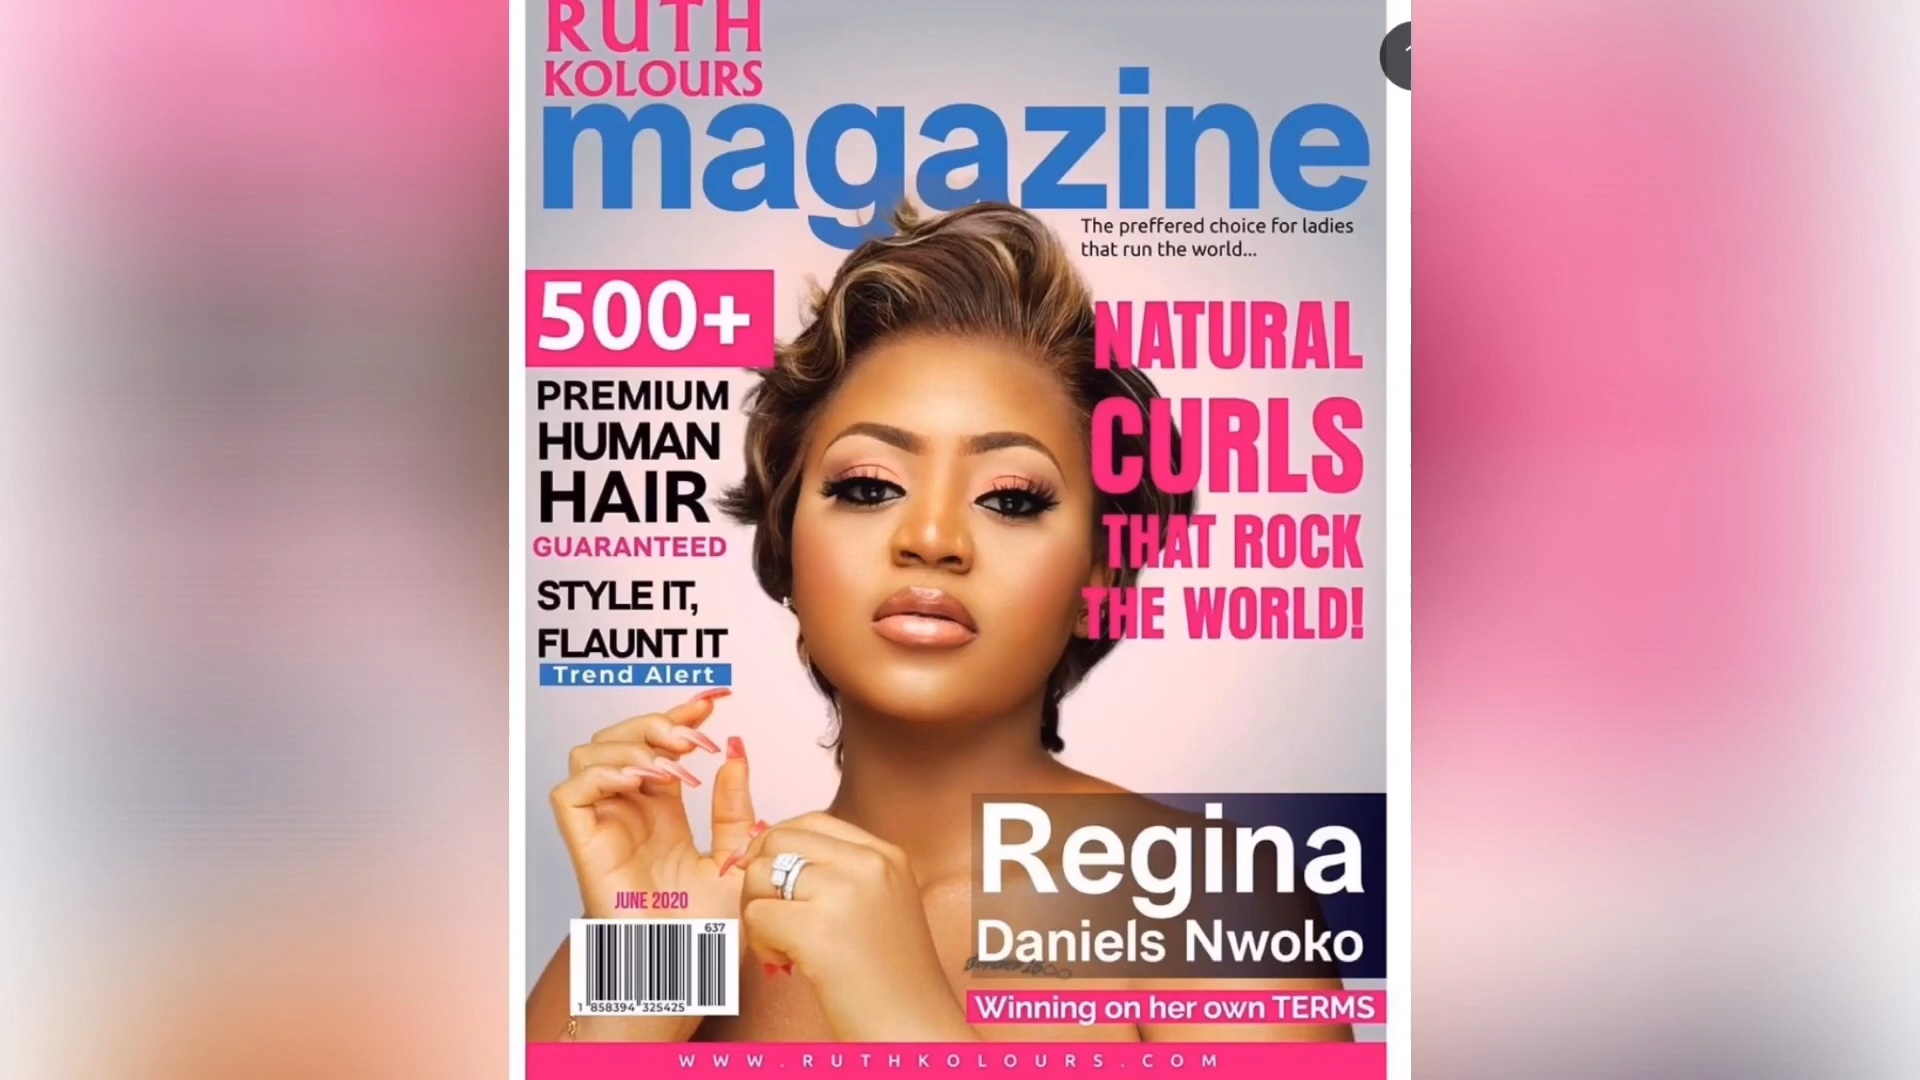 RUTH
KOLOURS
magazine
The preffered choice for ladies
that run the world...
500+
PREMIUM
HUMAN
HAIR
GUARANTEED
STYLE IT,
FLAUNT IT
Trend Alert
NATURAL
CURLS
THAT ROCK
THE WORLD!
JUNE 2020
637
1 858394 325425
Regina
Daniels Nwoko
Winning on her own TERMS
WWW.RUTHKOLOURS.COM